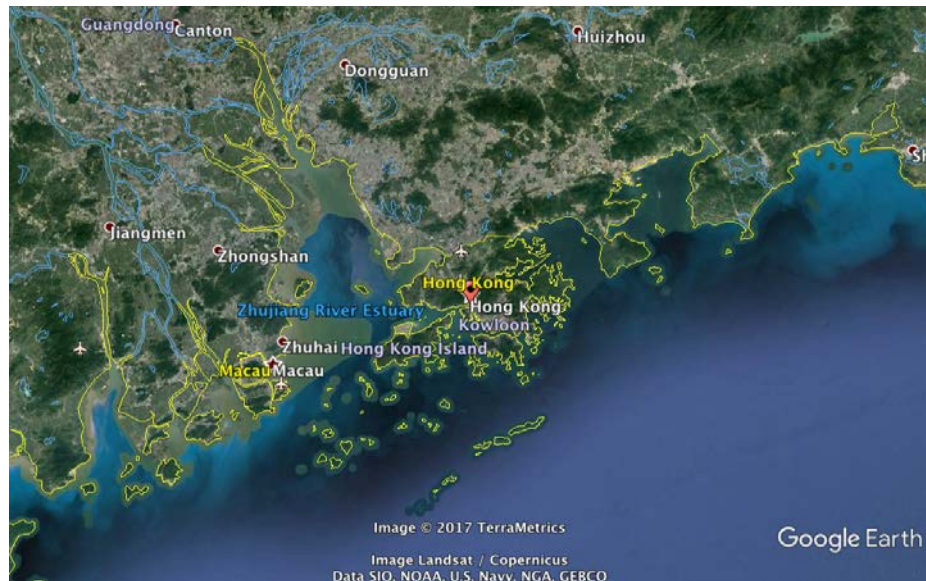 Guangdong
Canton
Huizhou
Dongguan
Sh
Jiangmen
Zhongshan
Hong Kong
Hong Kong
Zhujiang River Estuary
Kowloon
Zhuhai
Hong Kong Island
Macau
Macau
Image © 2017 TerraMetrics
Google Earth
Image Landsat / Copernicus
Data SIO, NOAA, U.S. Navy, NGA, GEBCO